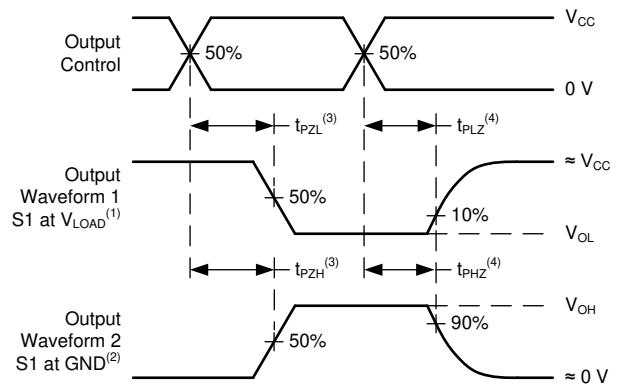 V_CC
Output
Control
50%
50%
0 V
t_PZL^(3)
t_PLZ^(4)
≈ V_CC
Output
Waveform 1
S1 at V_LOAD^(1)
50%
10%
V_OL
t_PZH^(3)
t_PHZ^(4)
V_OH
Output
Waveform 2
S1 at GND^(2)
50%
90%
≈ 0 V